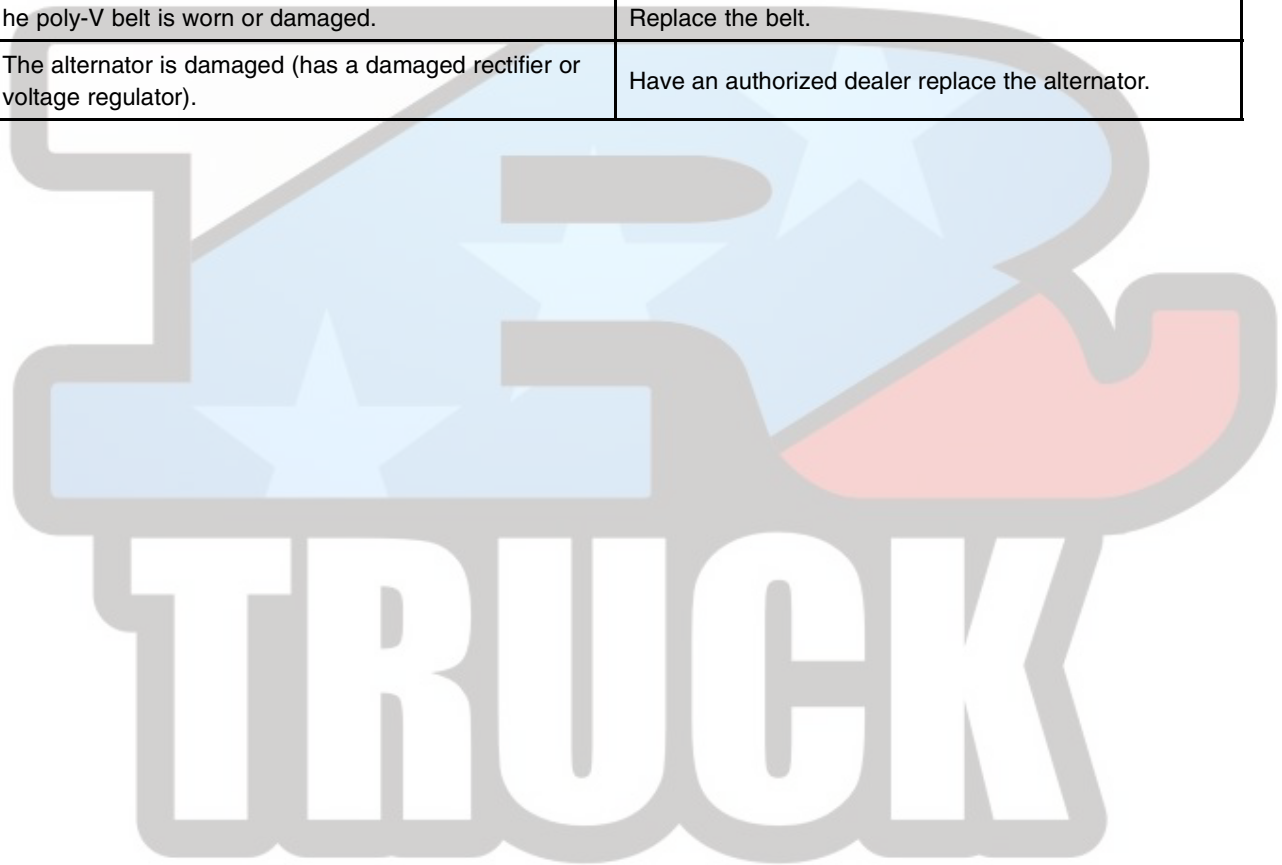 he poly-V belt is worn or damaged.
Replace the belt.
The alternator is damaged (has a damaged rectifier or
voltage regulator).
Have an authorized dealer replace the alternator.
TRUCK